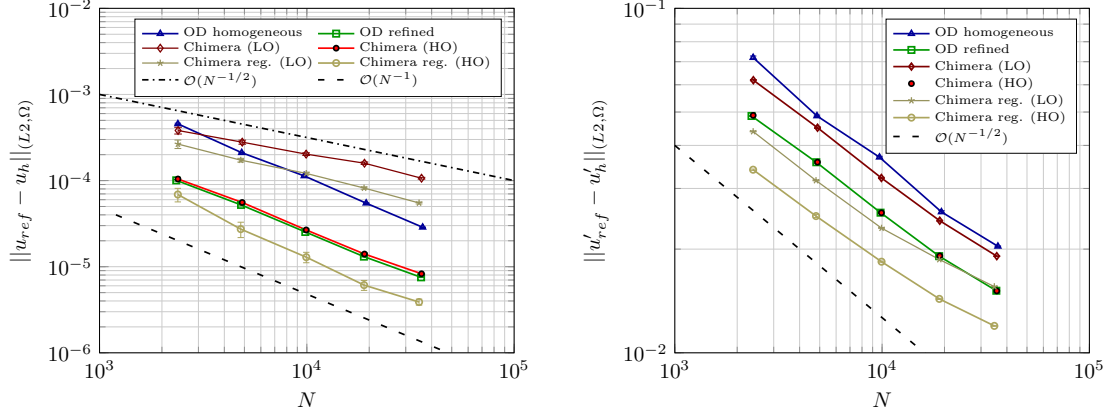 10^{-2}
10^{-3}
10^{-4}
10^{-5}
10^{-6}
||u_{ref} − u_h||_{(L2,Ω)}
OD homogeneous
OD refined
Chimera (LO)
Chimera (HO)
Chimera reg. (LO)
Chimera reg. (HO)
𝒪(N^{-1/2})
𝒪(N^{-1})
10^3
10^4
10^5
N
10^{-1}
10^{-2}
||u'_{ref} − u'_h||_{(L2,Ω)}
OD homogeneous
OD refined
Chimera (LO)
Chimera (HO)
Chimera reg. (LO)
Chimera reg. (HO)
𝒪(N^{-1/2})
10^3
10^4
10^5
N